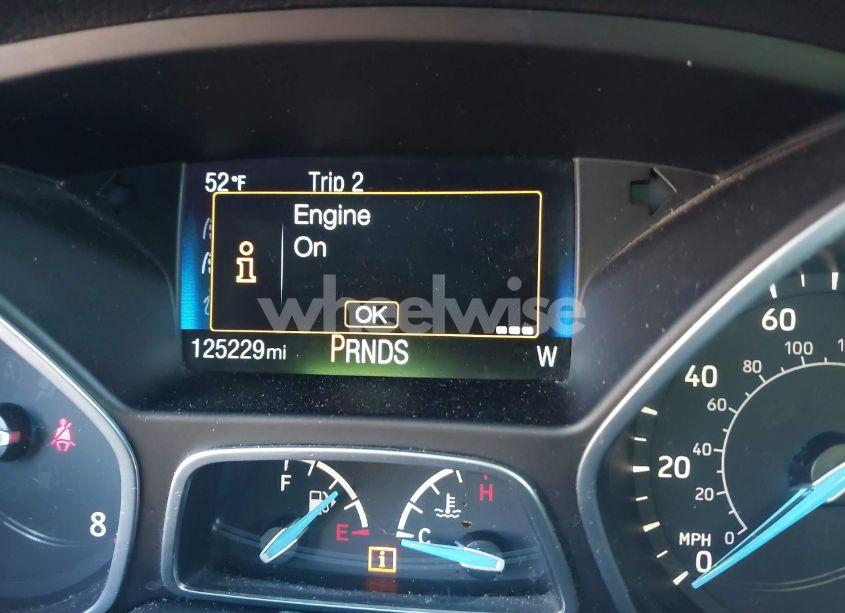 52°F Trip 2
Engine
On
i
OK
wheelwise
125229mi PRNDS W
8
F
E
H
C
i
60
40
20
0
MPH
100
80
60
40
20
0